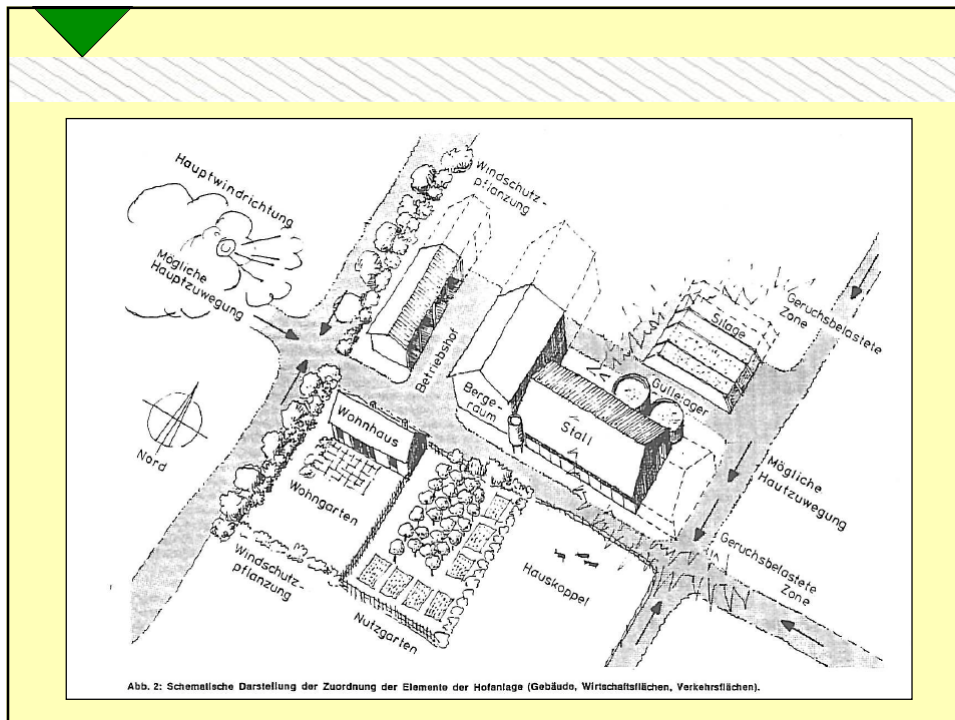 Hauptwindrichtung
Windschutz-
pflanzung
Mögliche
Hauptzuwegung
Geruchsbelastete
Zone
Silage
Betriebshof
Güllelager
Berge-
raum
Stall
Wohnhaus
Nord
Wohngarten
Mögliche
Hautzuwegung
Geruchsbelastete
Zone
Windschutz-
pflanzung
Hauskoppel
Nutzgarten
Abb. 2: Schematische Darstellung der Zuordnung der Elemente der Hofanlage (Gebäude, Wirtschaftsflächen, Verkehrsflächen).